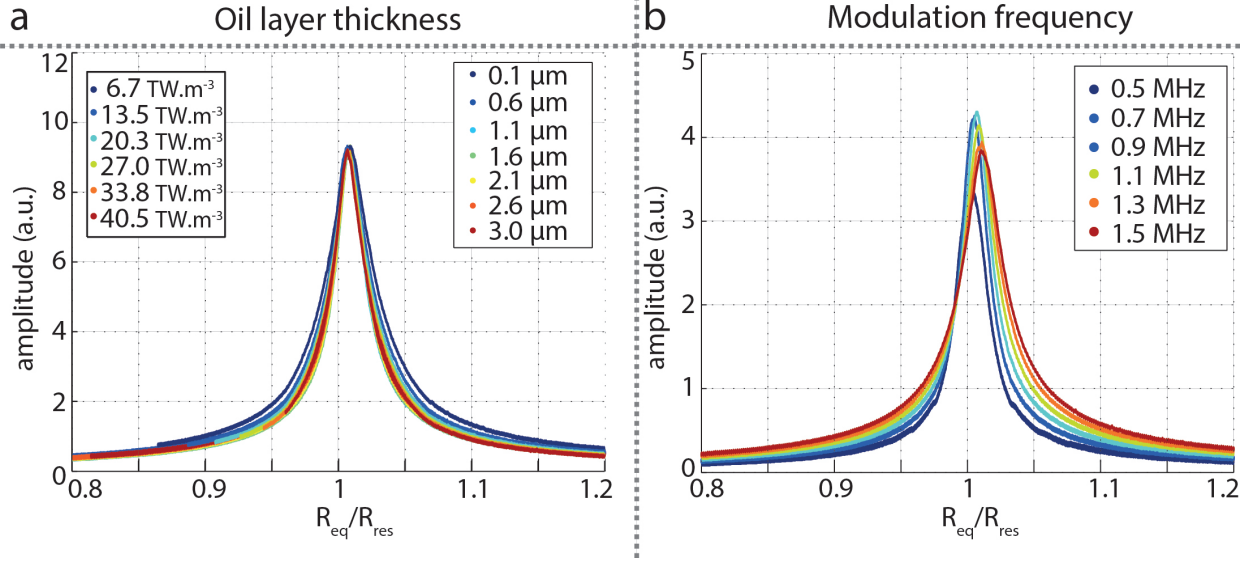 a
Oil layer thickness
12
10
8
6
4
2
0
amplitude (a.u.)
6.7 TW.m⁻³
13.5 TW.m⁻³
20.3 TW.m⁻³
27.0 TW.m⁻³
33.8 TW.m⁻³
40.5 TW.m⁻³
0.1 µm
0.6 µm
1.1 µm
1.6 µm
2.1 µm
2.6 µm
3.0 µm
0.8 0.9 1 1.1 1.2
R_eq/R_res
b
Modulation frequency
5
4
3
2
1
0
amplitude (a.u.)
0.5 MHz
0.7 MHz
0.9 MHz
1.1 MHz
1.3 MHz
1.5 MHz
0.8 0.9 1 1.1 1.2
R_eq/R_res